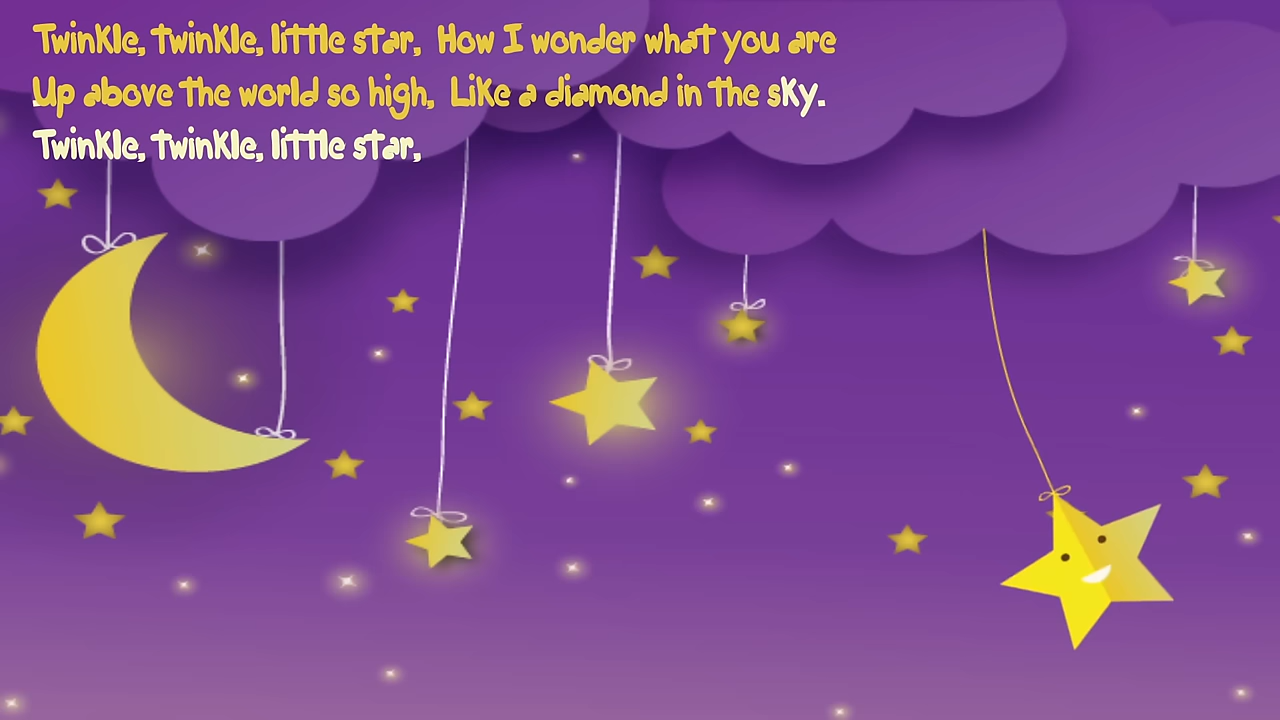 Twinkle, twinkle, little star, How I wonder what you are
Up above the world so high, Like a diamond in the sky.
Twinkle, twinkle, little star,